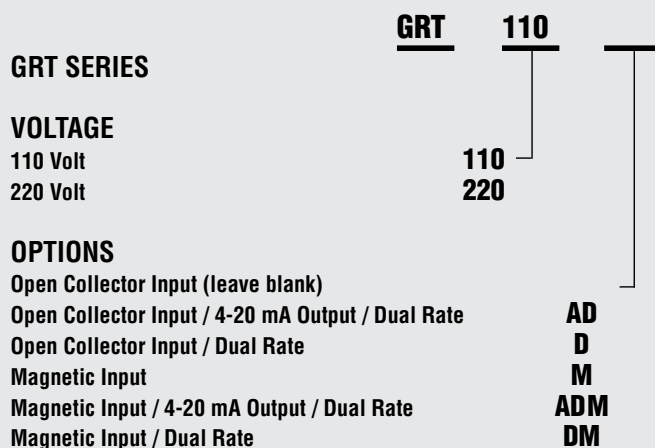 GRT 110
GRT SERIES
VOLTAGE
110 Volt 110
220 Volt 220
OPTIONS
Open Collector Input (leave blank)
Open Collector Input / 4-20 mA Output / Dual Rate AD
Open Collector Input / Dual Rate D
Magnetic Input M
Magnetic Input / 4-20 mA Output / Dual Rate ADM
Magnetic Input / Dual Rate DM